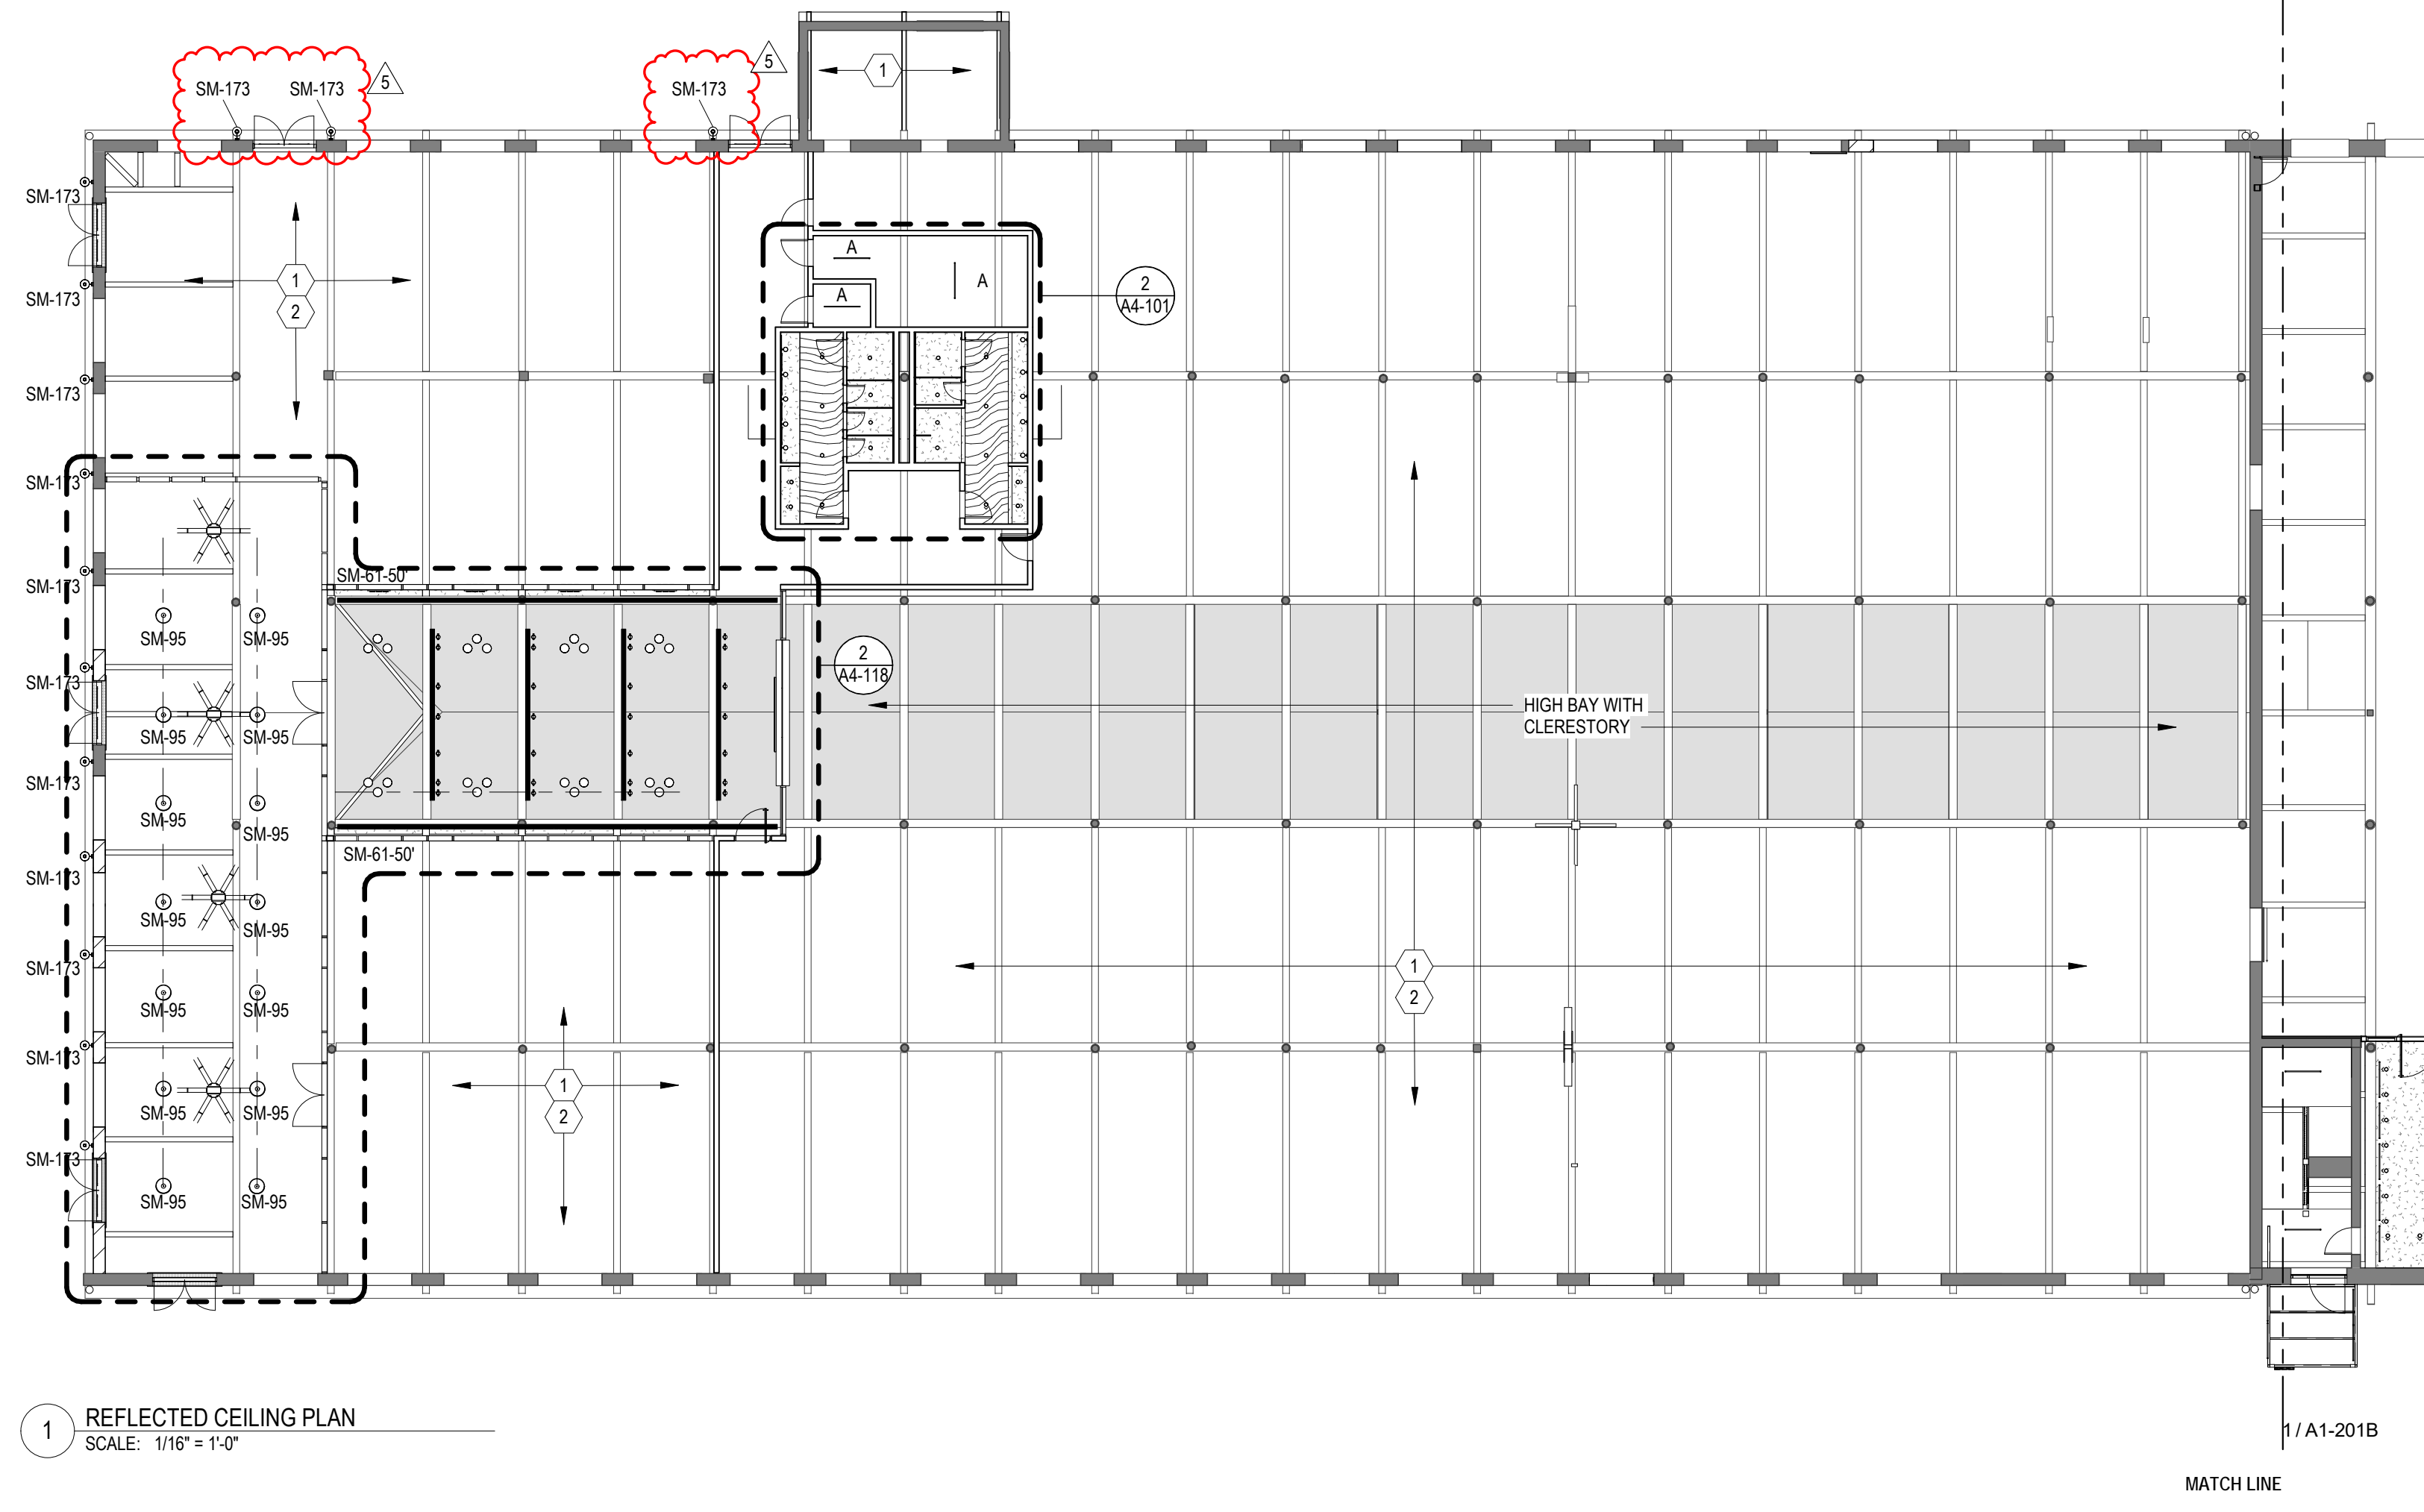 5
5
SM-173 SM-173
SM-173
1
SM-173
A
A
A
1
2
2
A4-101
SM-173
SM-173
SM-173
SM-61-50'
SM-173
SM-95 SM-95
2
A4-118
SM-173
HIGH BAY WITH
CLERESTORY
SM-95 SM-95
SM-173
SM-95 SM-95
SM-61-50'
SM-173
SM-95 SM-95
SM-173
1
2
SM-95 SM-95
SM-173
1
2
SM-95 SM-95
SM-173
SM-95 SM-95
1
REFLECTED CEILING PLAN
SCALE: 1/16" = 1'-0"
1 / A1-201B
MATCH LINE